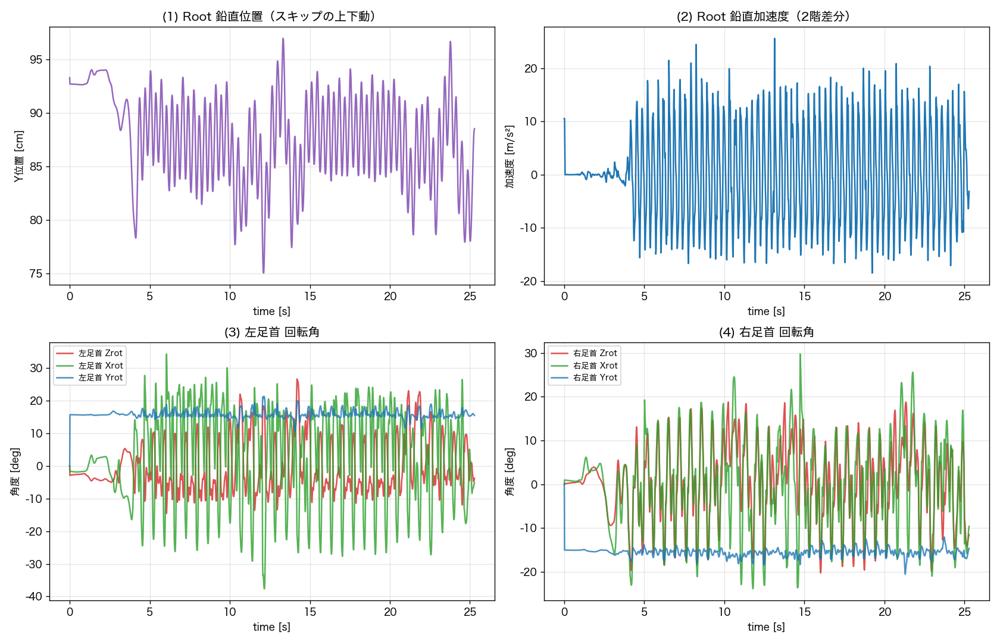 (1) Root 鉛直位置（スキップの上下動）
95
90
85
80
75
Y位置 [cm]
0 5 10 15 20 25
time [s]
(2) Root 鉛直加速度（2階差分）
20
10
0
-10
-20
加速度 [m/s²]
0 5 10 15 20 25
time [s]
(3) 左足首 回転角
左足首 Zrot
左足首 Xrot
左足首 Yrot
30
20
10
0
-10
-20
-30
-40
角度 [deg]
0 5 10 15 20 25
time [s]
(4) 右足首 回転角
右足首 Zrot
右足首 Xrot
右足首 Yrot
30
20
10
0
-10
-20
角度 [deg]
0 5 10 15 20 25
time [s]